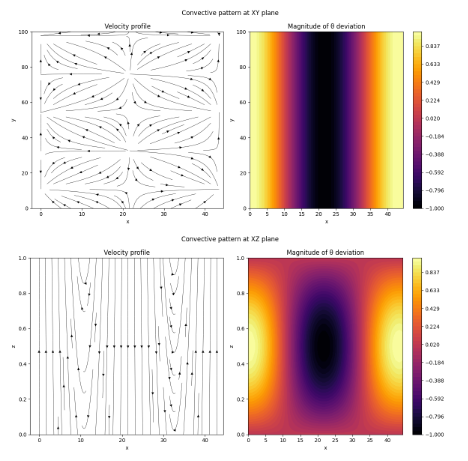 Convective pattern at XY plane
Velocity profile
Magnitude of θ deviation
100
80
60
40
20
0
y
0 10 20 30 40
x
100
80
60
40
20
0
y
0 5 10 15 20 25 30 35 40
x
0.837
0.633
0.429
0.224
0.020
-0.184
-0.388
-0.592
-0.796
-1.000
Convective pattern at XZ plane
Velocity profile
Magnitude of θ deviation
1.0
0.8
0.6
0.4
0.2
0.0
z
0 10 20 30 40
x
1.0
0.8
0.6
0.4
0.2
0.0
z
0 5 10 15 20 25 30 35 40
x
0.837
0.633
0.429
0.224
0.020
-0.184
-0.388
-0.592
-0.796
-1.000